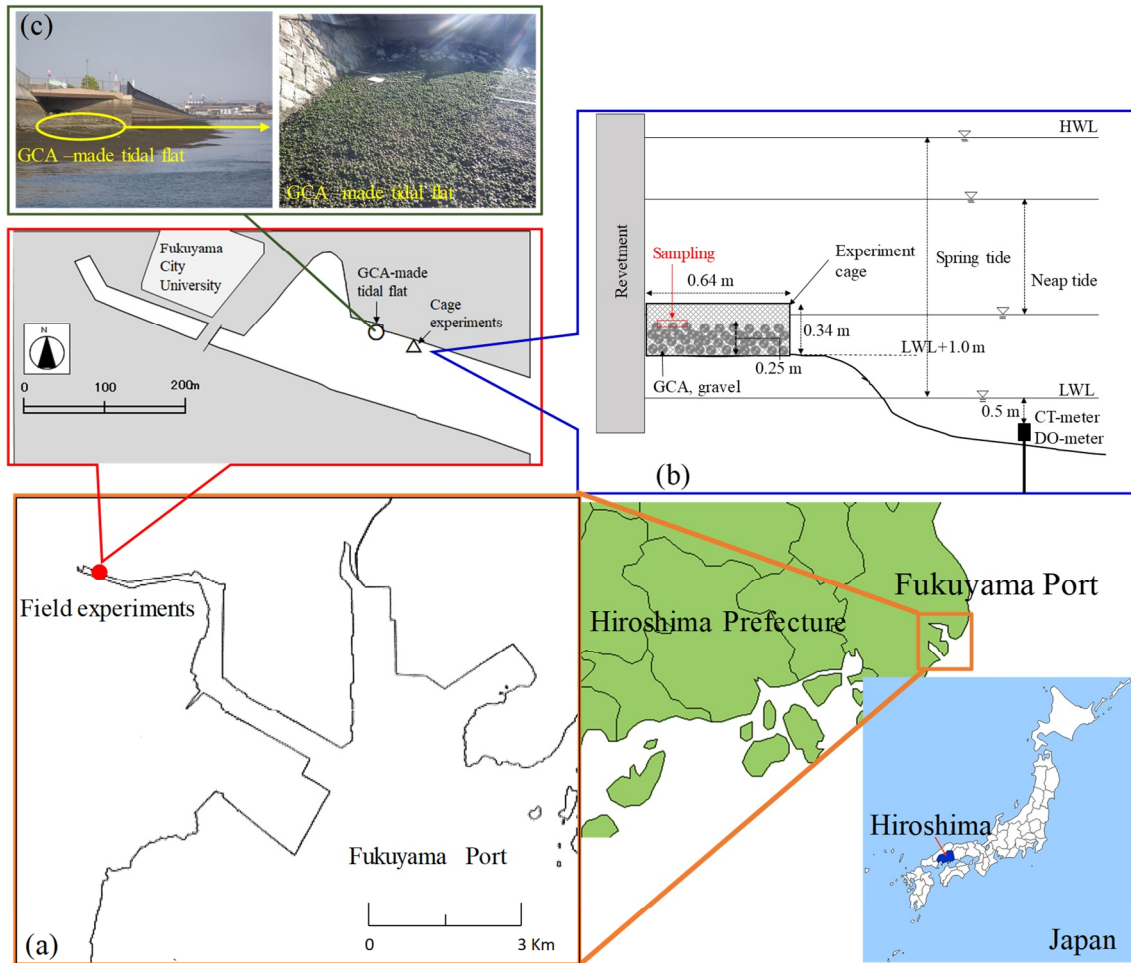 (c)
GCA –made tidal flat
GCA –made tidal flat
Fukuyama
City
University
GCA-made
tidal flat
Cage
experiments
N
0
100
200m
HWL
Revetment
Sampling
0.64 m
Experiment
cage
Spring tide
Neap tide
0.34 m
LWL+1.0 m
0.25 m
GCA, gravel
LWL
0.5 m
CT-meter
DO-meter
(b)
Field experiments
Fukuyama Port
0
3 Km
(a)
Fukuyama Port
Hiroshima Prefecture
Hiroshima
Japan